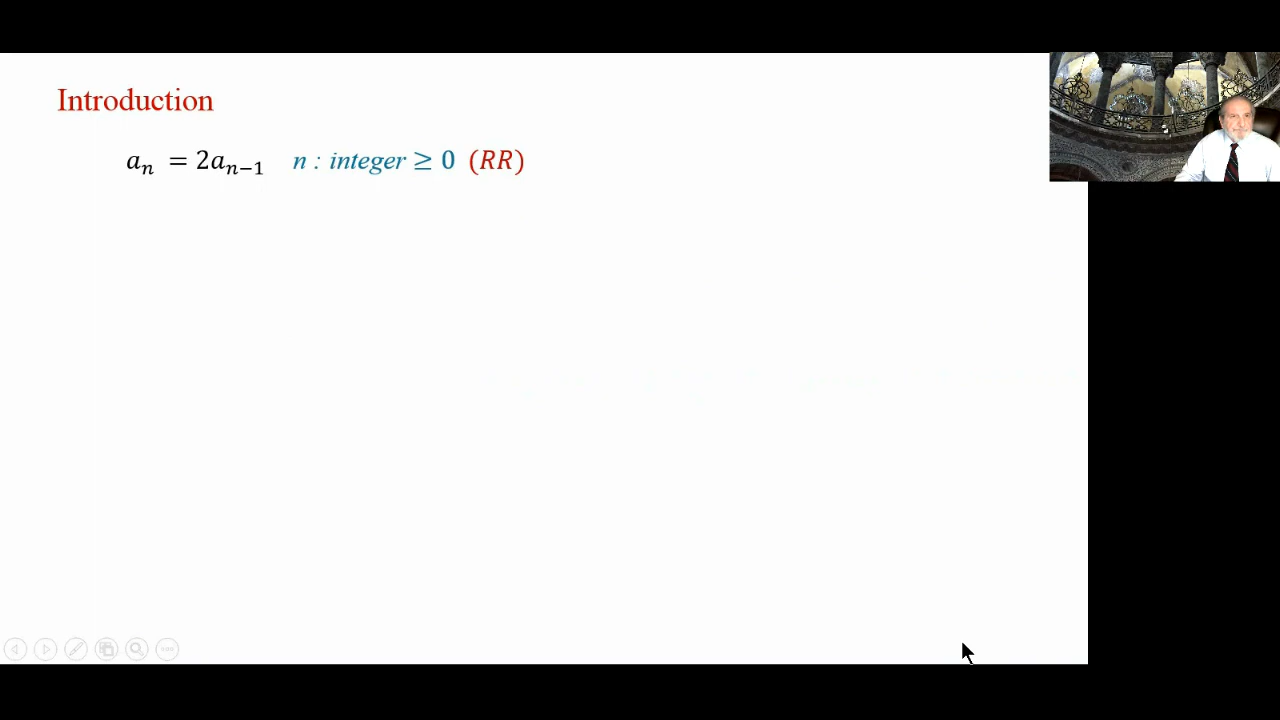 Introduction
aₙ = 2aₙ₋₁ n : integer ≥ 0 (RR)